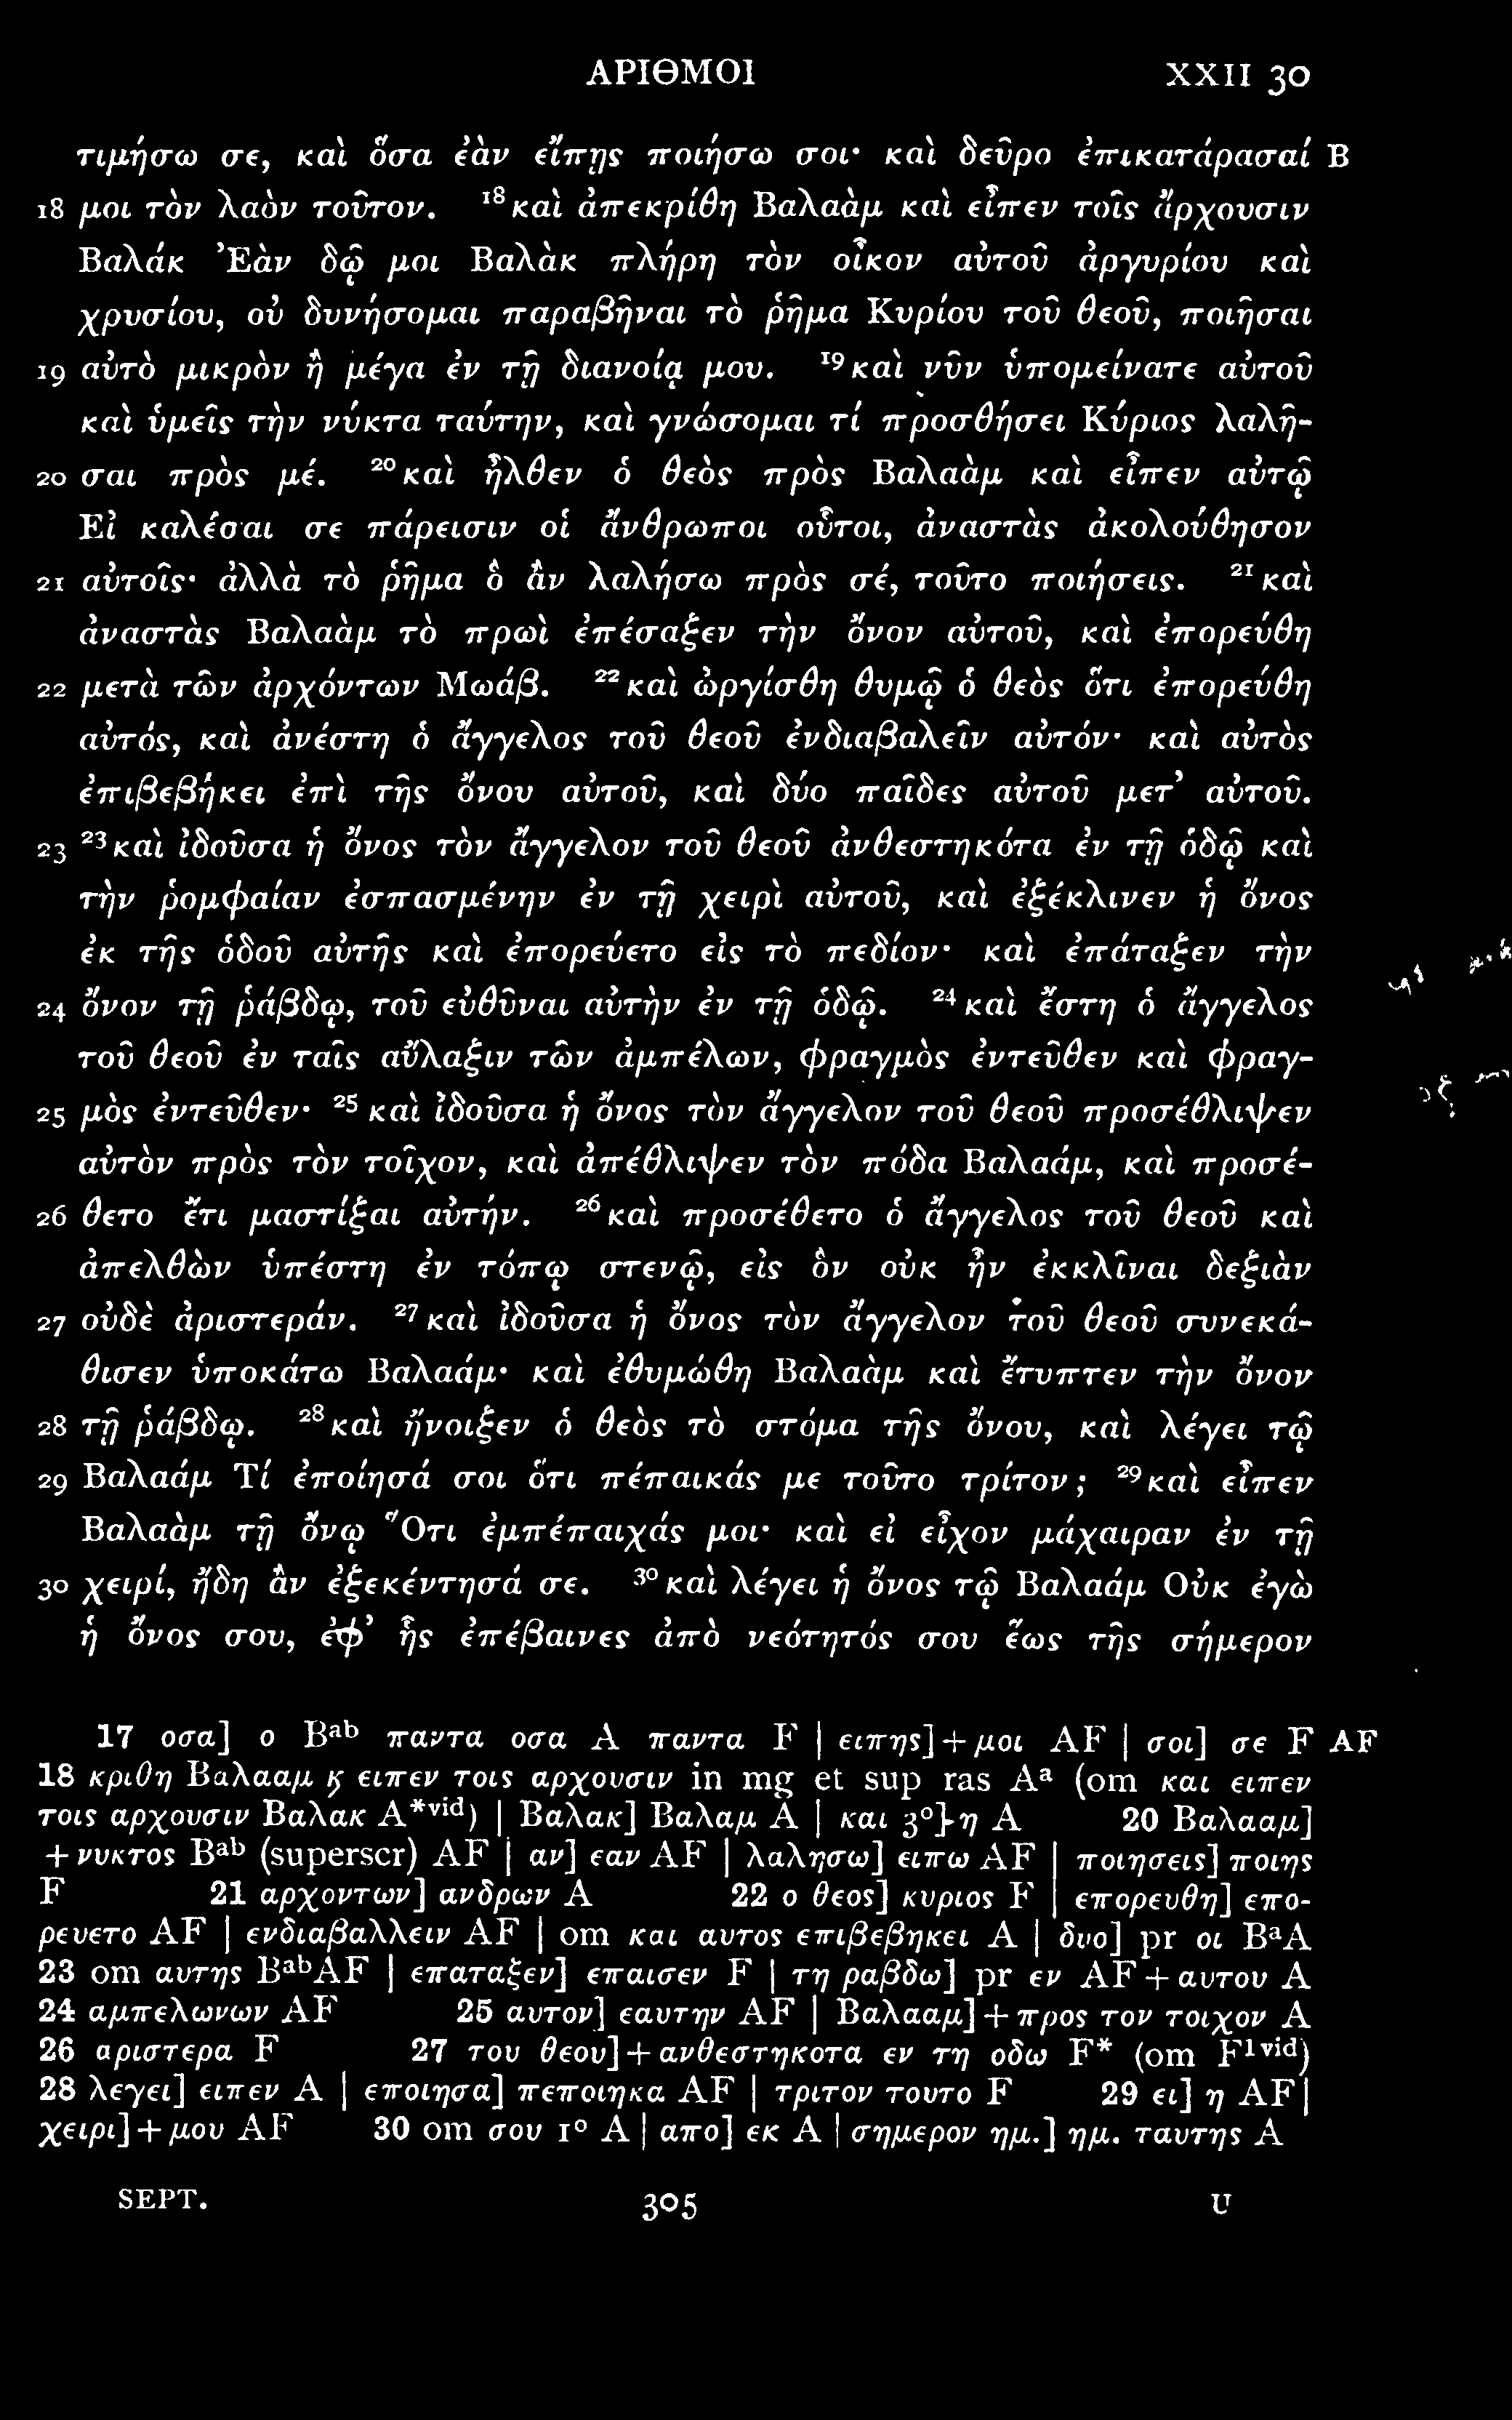 ΑΡΙΘΜΟΙ XXII 30
τιμήσω σε, καὶ ὅσα ἐὰν εἴπῃς ποιήσω σοι· καὶ δεῦρο ἐπικατάρασαί B
18 μοι τὸν λαὸν τοῦτον. ¹⁸καὶ ἀπεκρίθη Βαλαὰμ καὶ εἶπεν τοῖς ἄρχουσιν
Βαλάκ Ἐὰν δῷ μοι Βαλὰκ πλήρη τὸν οἶκον αὐτοῦ ἀργυρίου καὶ
χρυσίου, οὐ δυνήσομαι παραβῆναι τὸ ῥῆμα Κυρίου τοῦ θεοῦ, ποιῆσαι
19 αὐτὸ μικρὸν ἢ μέγα ἐν τῇ διανοίᾳ μου. ¹⁹καὶ νῦν ὑπομείνατε αὐτοῦ
καὶ ὑμεῖς τὴν νύκτα ταύτην, καὶ γνώσομαι τί προσθήσει Κύριος λαλῆ-
20 σαι πρὸς μέ. ²⁰καὶ ἦλθεν ὁ θεὸς πρὸς Βαλαὰμ καὶ εἶπεν αὐτῷ
Εἰ καλέσαι σε πάρεισιν οἱ ἄνθρωποι οὗτοι, ἀναστὰς ἀκολούθησον
21 αὐτοῖς· ἀλλὰ τὸ ῥῆμα ὃ ἂν λαλήσω πρὸς σέ, τοῦτο ποιήσεις. ²¹καὶ
ἀναστὰς Βαλαὰμ τὸ πρωὶ ἐπέσαξεν τὴν ὄνον αὐτοῦ, καὶ ἐπορεύθη
22 μετὰ τῶν ἀρχόντων Μωάβ. ²²καὶ ὠργίσθη θυμῷ ὁ θεὸς ὅτι ἐπορεύθη
αὐτός, καὶ ἀνέστη ὁ ἄγγελος τοῦ θεοῦ ἐνδιαβαλεῖν αὐτόν· καὶ αὐτὸς
ἐπιβεβήκει ἐπὶ τῆς ὄνου αὐτοῦ, καὶ δύο παῖδες αὐτοῦ μετ’ αὐτοῦ.
23 ²³καὶ ἰδοῦσα ἡ ὄνος τὸν ἄγγελον τοῦ θεοῦ ἀνθεστηκότα ἐν τῇ ὁδῷ καὶ
τὴν ῥομφαίαν ἐσπασμένην ἐν τῇ χειρὶ αὐτοῦ, καὶ ἐξέκλινεν ἡ ὄνος
ἐκ τῆς ὁδοῦ αὐτῆς καὶ ἐπορεύετο εἰς τὸ πεδίον· καὶ ἐπάταξεν τὴν
24 ὄνον τῇ ῥάβδῳ, τοῦ εὐθῦναι αὐτὴν ἐν τῇ ὁδῷ. ²⁴καὶ ἔστη ὁ ἄγγελος
τοῦ θεοῦ ἐν ταῖς αὔλαξιν τῶν ἀμπέλων, φραγμὸς ἐντεῦθεν καὶ φραγ-
25 μὸς ἐντεῦθεν· ²⁵καὶ ἰδοῦσα ἡ ὄνος τὸν ἄγγελον τοῦ θεοῦ προσέθλιψεν
αὐτὸν πρὸς τὸν τοῖχον, καὶ ἀπέθλιψεν τὸν πόδα Βαλαάμ, καὶ προσέ-
26 θετο ἔτι μαστίξαι αὐτήν. ²⁶καὶ προσέθετο ὁ ἄγγελος τοῦ θεοῦ καὶ
ἀπελθὼν ὑπέστη ἐν τόπῳ στενῷ, εἰς ὃν οὐκ ἦν ἐκκλῖναι δεξιὰν
27 οὐδὲ ἀριστεράν. ²⁷καὶ ἰδοῦσα ἡ ὄνος τὸν ἄγγελον τοῦ θεοῦ συνεκά-
θισεν ὑποκάτω Βαλαάμ· καὶ ἐθυμώθη Βαλαὰμ καὶ ἔτυπτεν τὴν ὄνον
28 τῇ ῥάβδῳ. ²⁸καὶ ἤνοιξεν ὁ θεὸς τὸ στόμα τῆς ὄνου, καὶ λέγει τῷ
29 Βαλαάμ Τί ἐποίησά σοι ὅτι πέπαικάς με τοῦτο τρίτον; ²⁹καὶ εἶπεν
Βαλαὰμ τῇ ὄνῳ Ὅτι ἐμπέπαιχάς μοι· καὶ εἰ εἶχον μάχαιραν ἐν τῇ
30 χειρί, ἤδη ἂν ἐξεκέντησά σε. ³⁰καὶ λέγει ἡ ὄνος τῷ Βαλαάμ Οὐκ ἐγὼ
ἡ ὄνος σου, ἐφ’ ἧς ἐπέβαινες ἀπὸ νεότητός σου ἕως τῆς σήμερον
17 οσα] ο Bᵃᵇ παντα οσα A παντα F | ειπης]+μοι AF | σοι] σε F AF
18 κριθη Βαλααμ ϗ ειπεν τοις αρχουσιν in mg et sup ras Aᵃ (om και ειπεν
τοις αρχουσιν Βαλακ A*ᵛⁱᵈ) | Βαλακ] Βαλαμ A | και 3°] η A 20 Βαλααμ]
+νυκτος Bᵃᵇ (superscr) AF | αν] εαν AF | λαλησω] ειπω AF | ποιησεις] ποιης
F 21 αρχοντων] ανδρων A 22 ο θεος] κυριος F | επορευθη] επο-
ρευετο AF | ενδιαβαλλειν AF | om και αυτος επιβεβηκει A | δυο] pr οι BᵃA
23 om αυτης BᵃᵇAF | επαταξεν] επαισεν F | τη ραβδω] pr εν AF+αυτου A
24 αμπελωνων AF 25 αυτον] εαυτην AF | Βαλααμ]+προς τον τοιχον A
26 αριστερα F 27 του θεου]+ανθεστηκοτα εν τη οδω F* (om F¹ᵛⁱᵈ)
28 λεγει] ειπεν A | εποιησα] πεποιηκα AF | τριτον τουτο F 29 ει] η AF |
χειρι]+μου AF 30 om σου 1° A | απο] εκ A | σημερον ημ.] ημ. ταυτης A
SEPT. 305 U